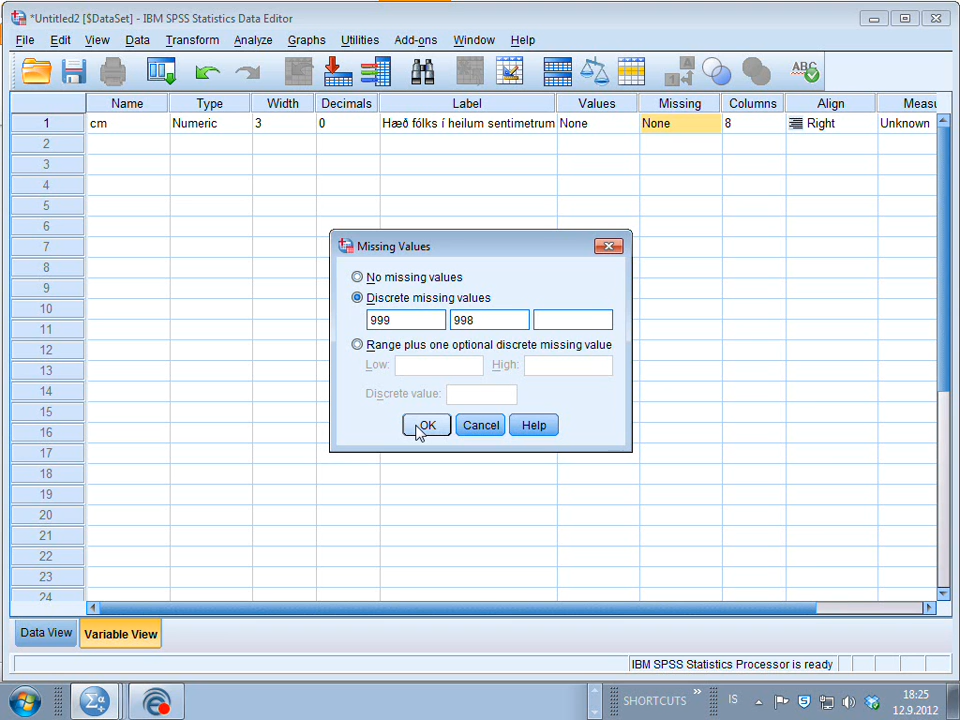 *Untitled2 [$DataSet] - IBM SPSS Statistics Data Editor
File Edit View Data Transform Analyze Graphs Utilities Add-ons Window Help
Name Type Width Decimals Label Values Missing Columns Align Measu
1 cm Numeric 3 0 Hæð fólks í heilum sentimetrum None None 8 Right Unknown
2
3
4
5
6
7
8
9
10
11
12
13
14
15
16
17
18
19
20
21
22
23
24
Missing Values
No missing values
Discrete missing values
999 998
Range plus one optional discrete missing value
Low: High:
Discrete value:
OK Cancel Help
Data View Variable View
IBM SPSS Statistics Processor is ready
SHORTCUTS » IS 18:25
12.9.2012